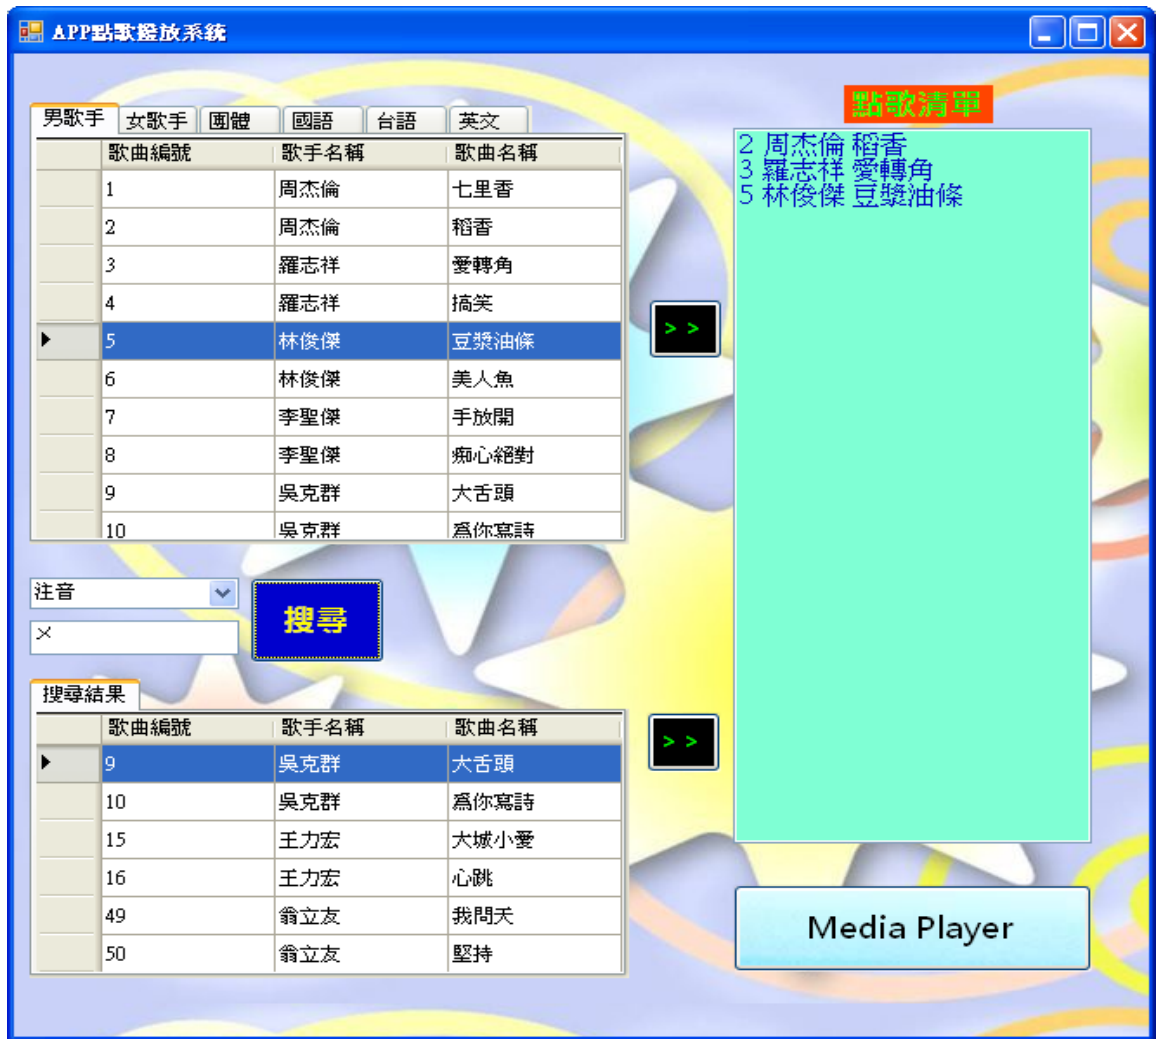 APP點歌撥放系統
男歌手 女歌手 團體 國語 台語 英文
歌曲編號 歌手名稱 歌曲名稱
1 周杰倫 七里香
2 周杰倫 稻香
3 羅志祥 愛轉角
4 羅志祥 搞笑
5 林俊傑 豆漿油條
6 林俊傑 美人魚
7 李聖傑 手放開
8 李聖傑 痴心絕對
9 吳克群 大舌頭
10 吳克群 為你寫詩
>>
點歌清單
2 周杰倫 稻香
3 羅志祥 愛轉角
5 林俊傑 豆漿油條
注音
ㄨ
搜尋
搜尋結果
歌曲編號 歌手名稱 歌曲名稱
9 吳克群 大舌頭
10 吳克群 為你寫詩
15 王力宏 大城小愛
16 王力宏 心跳
49 翁立友 我問天
50 翁立友 堅持
>>
Media Player